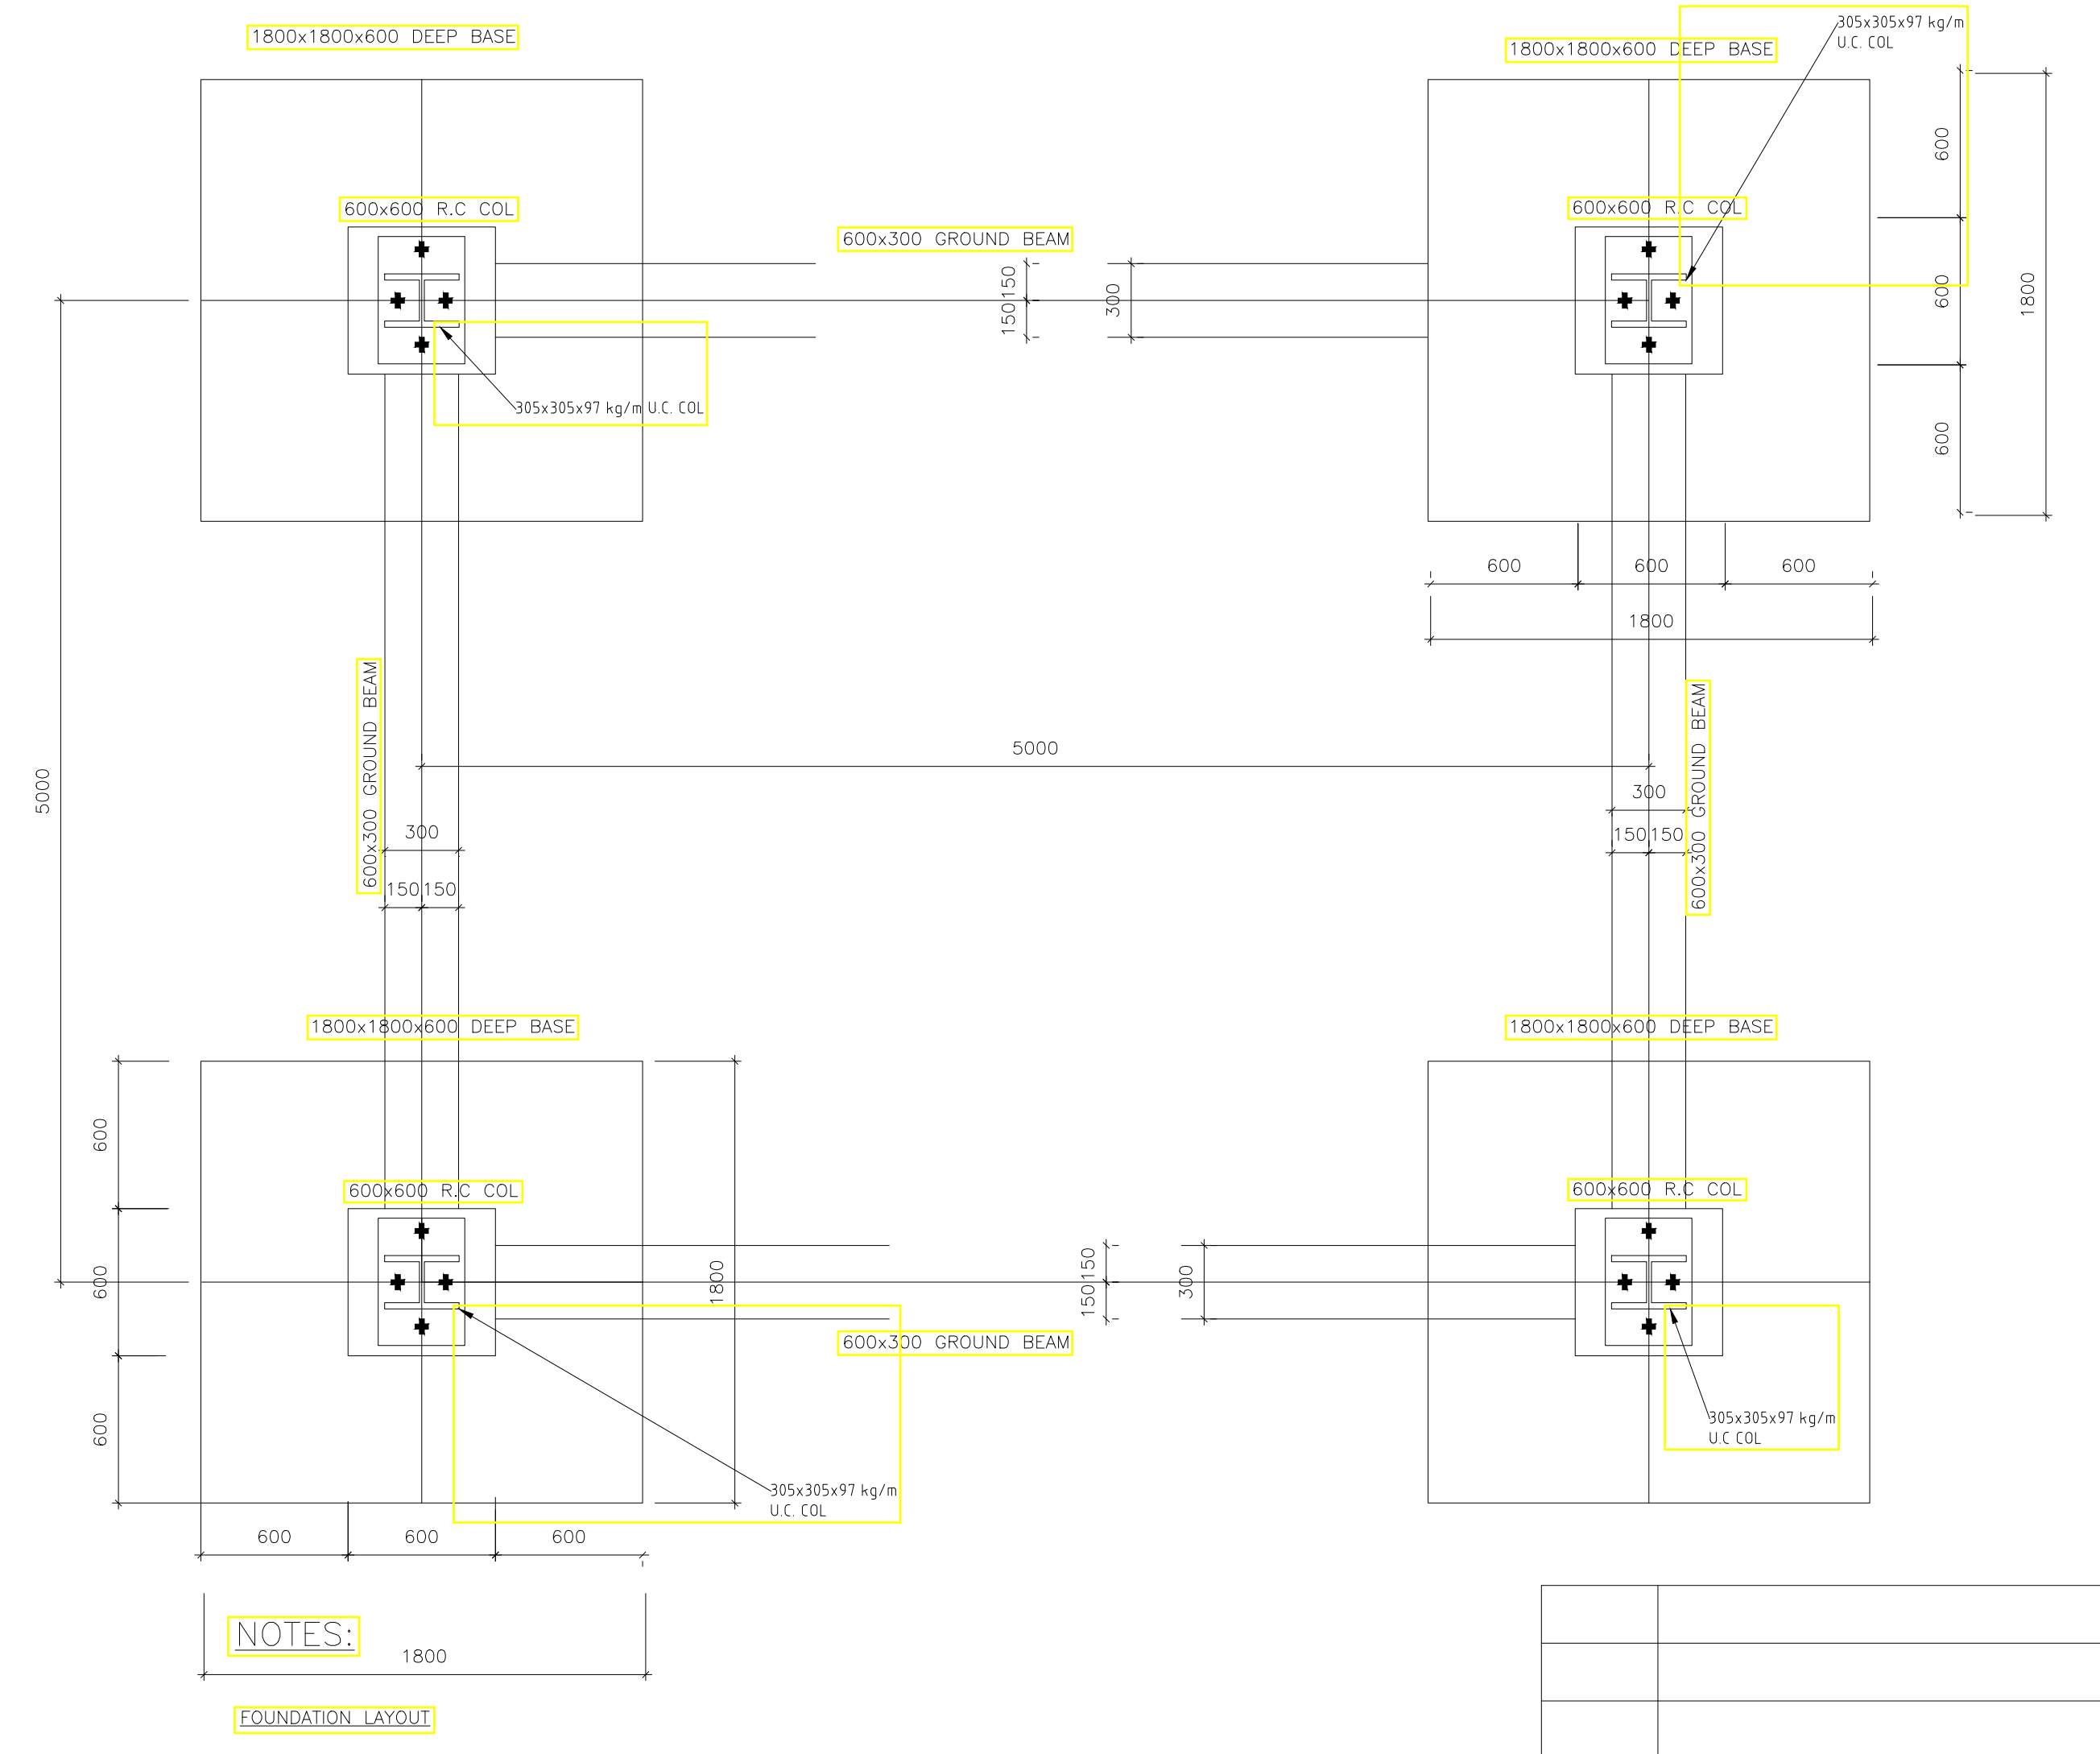 1800x1800x600 DEEP BASE
305x305x97 kg/m
U.C. COL
1800x1800x600 DEEP BASE
600
600x600 R.C COL
600x600 R.C COL
600x300 GROUND BEAM
150
150
300
600
1800
305x305x97 kg/m U.C. COL
600
600
600
600
1800
600x300 GROUND BEAM
600x300 GROUND BEAM
5000
5000
300
300
150
150
150
150
1800x1800x600 DEEP BASE
1800x1800x600 DEEP BASE
600
600x600 R.C COL
600x600 R.C COL
600
1800
150
150
300
600x300 GROUND BEAM
600
305x305x97 kg/m
U.C COL
305x305x97 kg/m
U.C. COL
600
600
600
NOTES:
1800
FOUNDATION LAYOUT